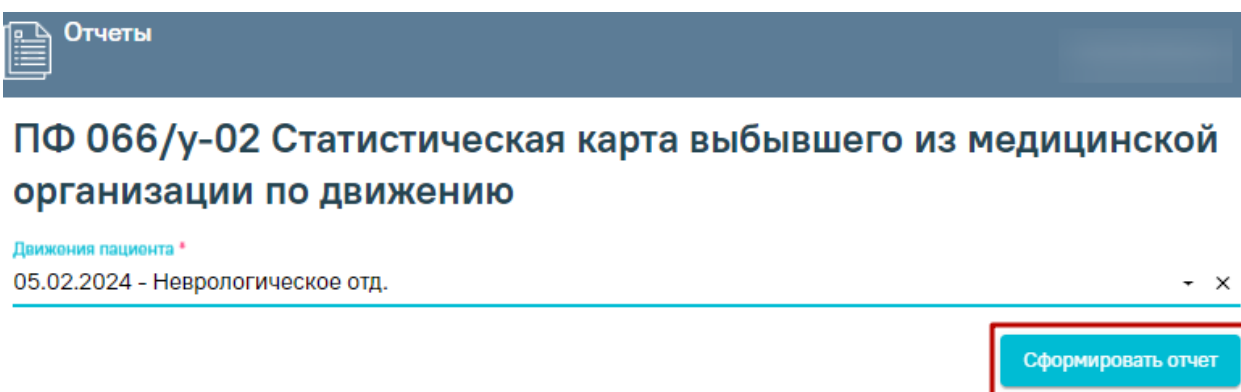 Отчеты
ПФ 066/у-02 Статистическая карта выбывшего из медицинской
организации по движению
Движения пациента *
05.02.2024 - Неврологическое отд.
Сформировать отчет